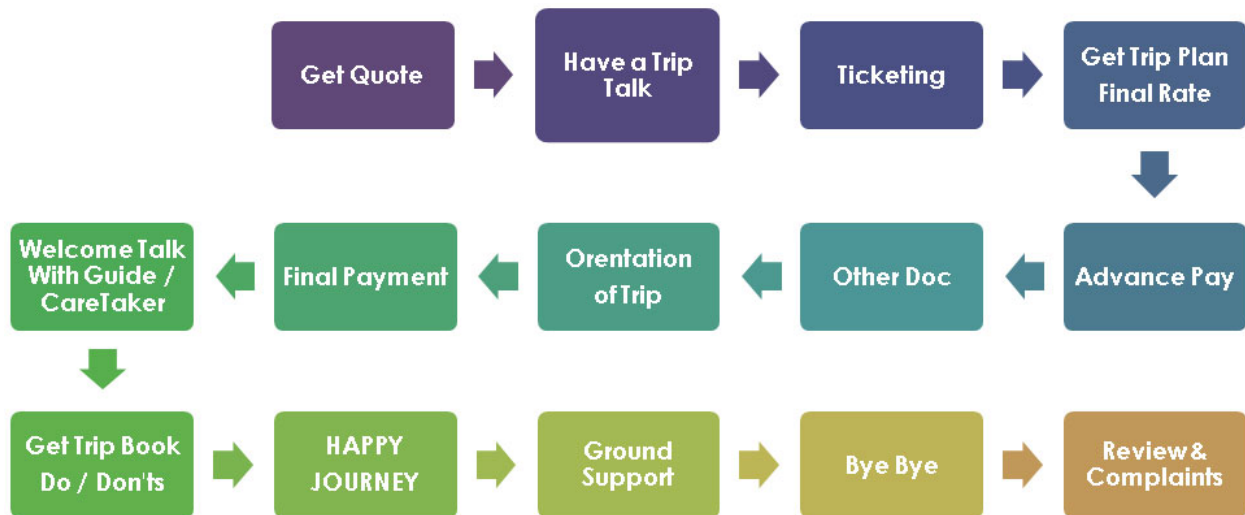 Get Quote
Have a Trip
Talk
Ticketing
Get Trip Plan
Final Rate
Advance Pay
Other Doc
Orentation
of Trip
Final Payment
Welcome Talk
With Guide /
CareTaker
Get Trip Book
Do / Don'ts
HAPPY
JOURNEY
Ground
Support
Bye Bye
Review &
Complaints